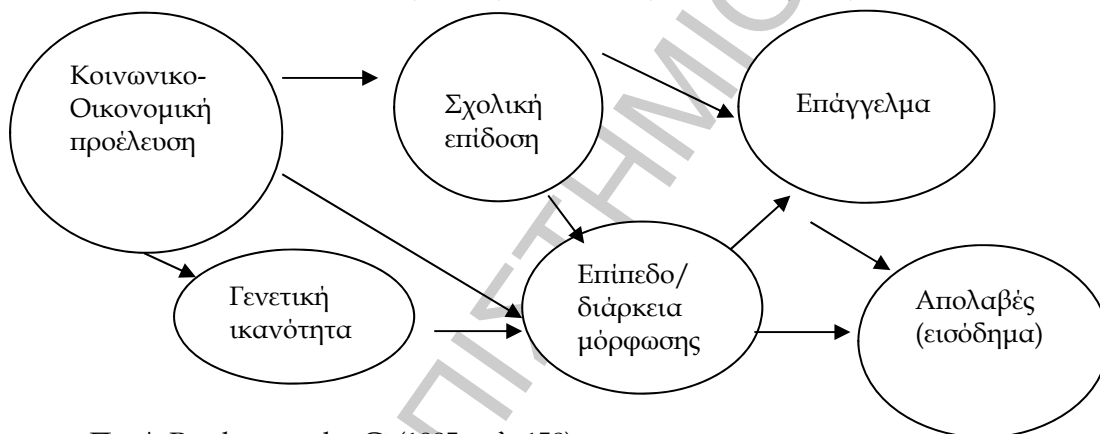 Κοινωνικο-
Οικονομική
προέλευση
Σχολική
επίδοση
Επάγγελμα
Γενετική
ικανότητα
Επίπεδο/
διάρκεια
μόρφωσης
Απολαβές
(εισόδημα)